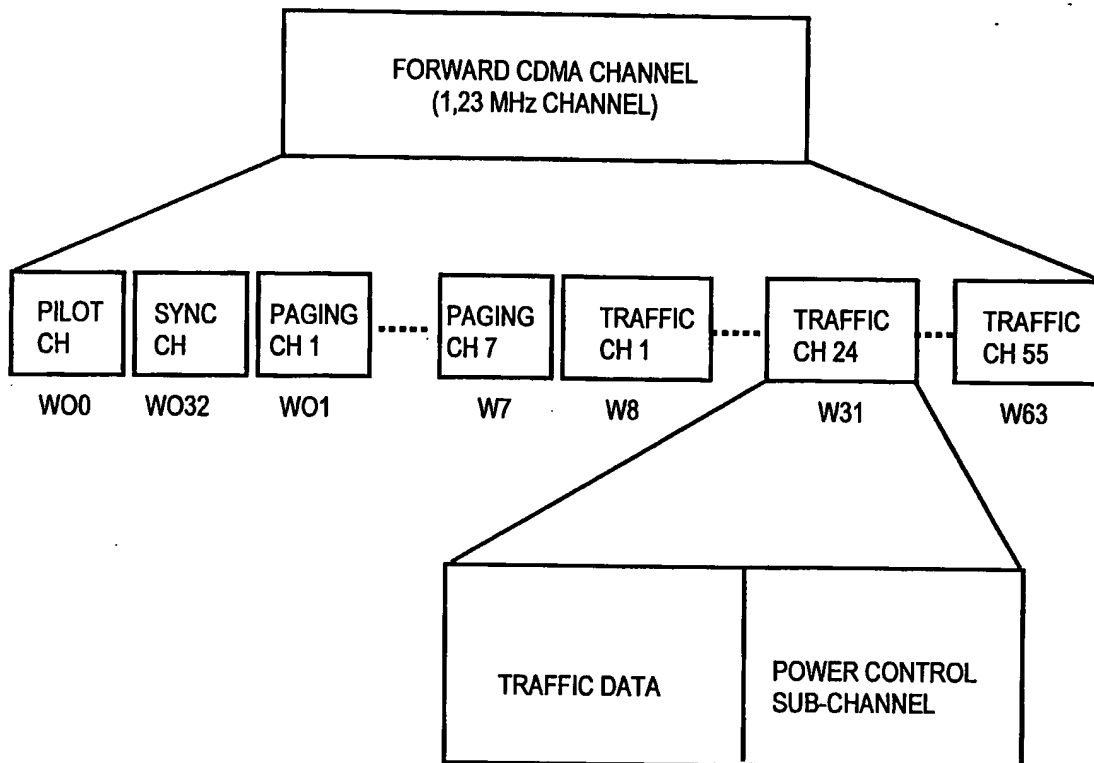 FORWARD CDMA CHANNEL
(1,23 MHz CHANNEL)
PILOT
CH
SYNC
CH
PAGING
CH 1
PAGING
CH 7
TRAFFIC
CH 1
TRAFFIC
CH 24
TRAFFIC
CH 55
WO0
WO32
WO1
W7
W8
W31
W63
TRAFFIC DATA
POWER CONTROL
SUB-CHANNEL